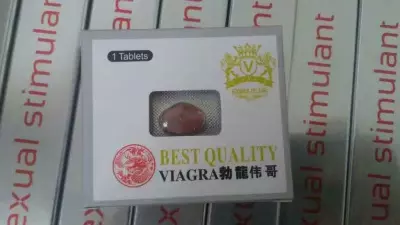 1 Tablets
V
BEST QUALITY
VIAGRA勃龍伟哥
sexual stimulant
exual stimulant